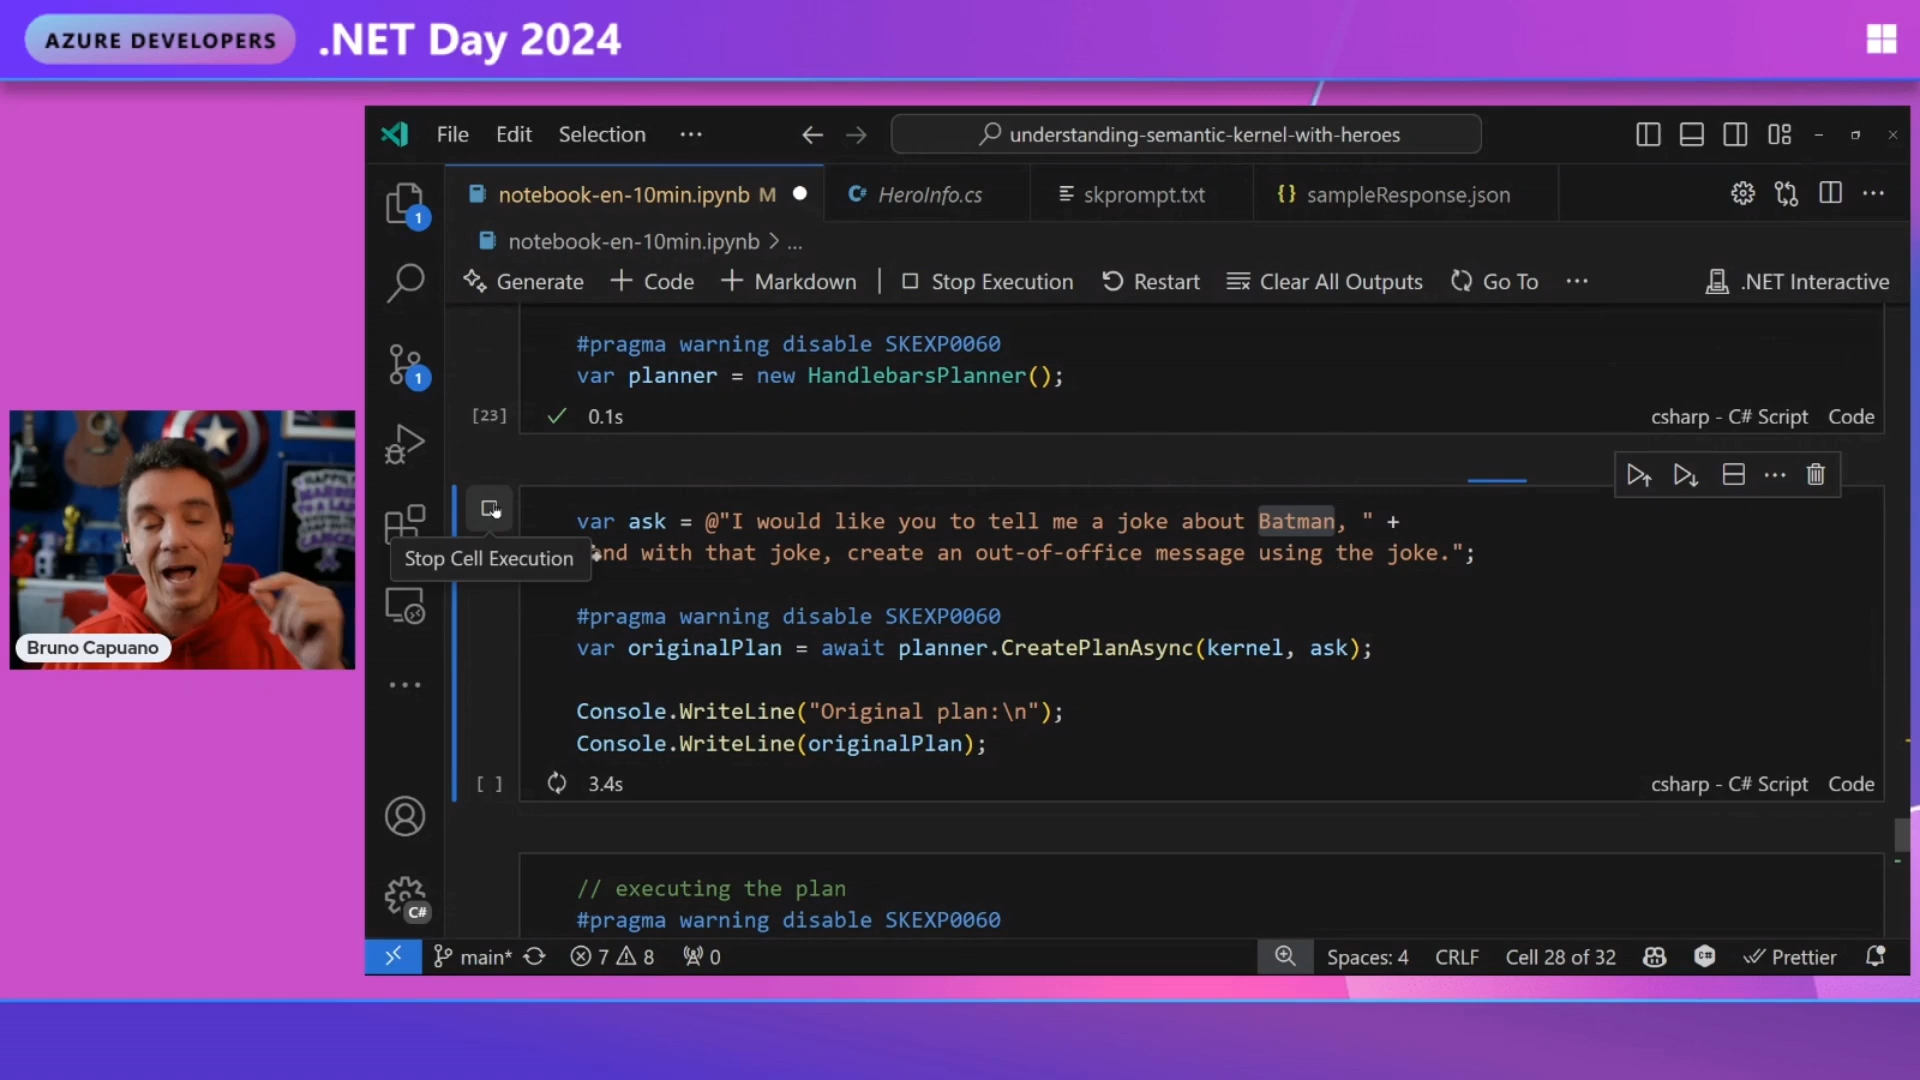 AZURE DEVELOPERS .NET Day 2024
File Edit Selection ··· understanding-semantic-kernel-with-heroes
notebook-en-10min.ipynb M HeroInfo.cs skprompt.txt sampleResponse.json
notebook-en-10min.ipynb > ...
Generate + Code + Markdown Stop Execution Restart Clear All Outputs Go To ··· .NET Interactive
#pragma warning disable SKEXP0060
var planner = new HandlebarsPlanner();
[23] 0.1s csharp - C# Script Code
var ask = @"I would like you to tell me a joke about Batman, " +
Stop Cell Execution
nd with that joke, create an out-of-office message using the joke.";
#pragma warning disable SKEXP0060
var originalPlan = await planner.CreatePlanAsync(kernel, ask);
Console.WriteLine("Original plan:\n");
Console.WriteLine(originalPlan);
[ ] 3.4s csharp - C# Script Code
// executing the plan
#pragma warning disable SKEXP0060
main* 7 8 0 Spaces: 4 CRLF Cell 28 of 32 Prettier
1
1
C#
Bruno Capuano